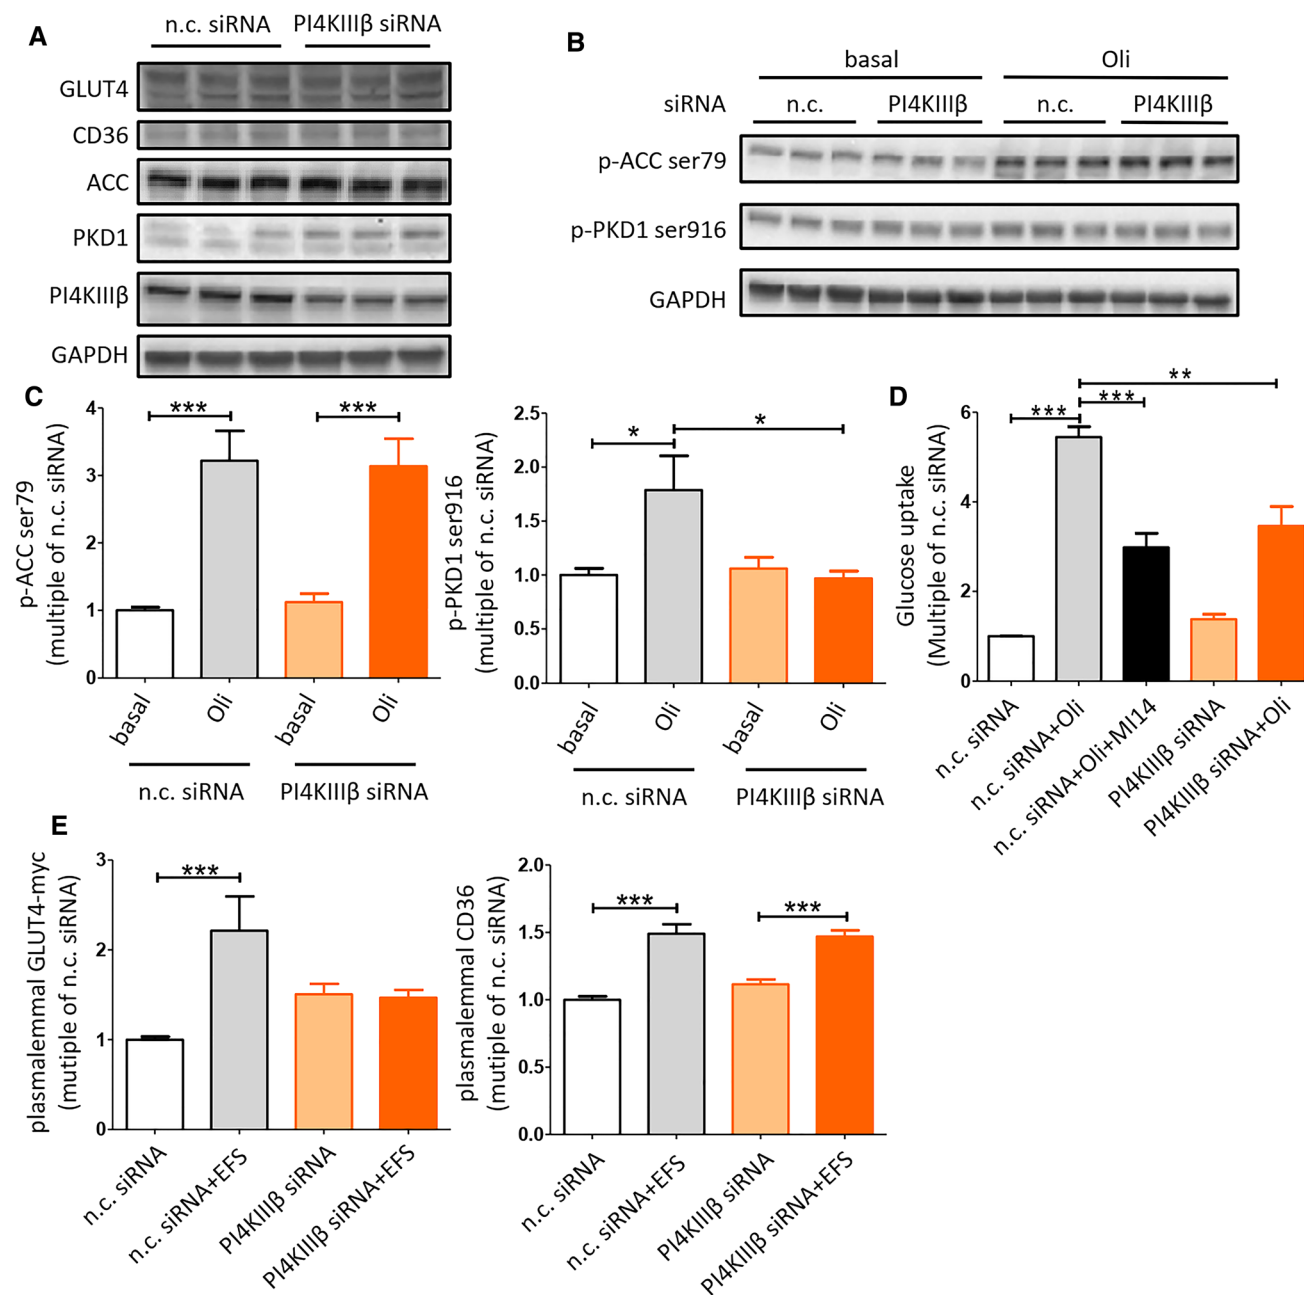 A
n.c. siRNA
PI4KIIIβ siRNA
GLUT4
CD36
ACC
PKD1
PI4KIIIβ
GAPDH
B
basal
Oli
siRNA
n.c.
PI4KIIIβ
n.c.
PI4KIIIβ
p-ACC ser79
p-PKD1 ser916
GAPDH
C
p-ACC ser79
(multiple of n.c. siRNA)
4
3
2
1
0
***
***
basal
Oli
basal
Oli
n.c. siRNA
PI4KIIIβ siRNA
p-PKD1 ser916
(multiple of n.c. siRNA)
2.5
2.0
1.5
1.0
0.5
0.0
*
*
basal
Oli
basal
Oli
n.c. siRNA
PI4KIIIβ siRNA
D
Glucose uptake
(Multiple of n.c. siRNA)
6
4
2
0
***
***
**
n.c. siRNA
n.c. siRNA+Oli
n.c. siRNA+Oli+MI14
PI4KIIIβ siRNA
PI4KIIIβ siRNA+Oli
E
plasmalemmal GLUT4-myc
(mutiple of n.c. siRNA)
3
2
1
0
***
n.c. siRNA
n.c. siRNA+EFS
PI4KIIIβ siRNA
PI4KIIIβ siRNA+EFS
plasmalemmal CD36
(mutiple of n.c. siRNA)
2.0
1.5
1.0
0.5
0.0
***
***
n.c. siRNA
n.c. siRNA+EFS
PI4KIIIβ siRNA
PI4KIIIβ siRNA+EFS